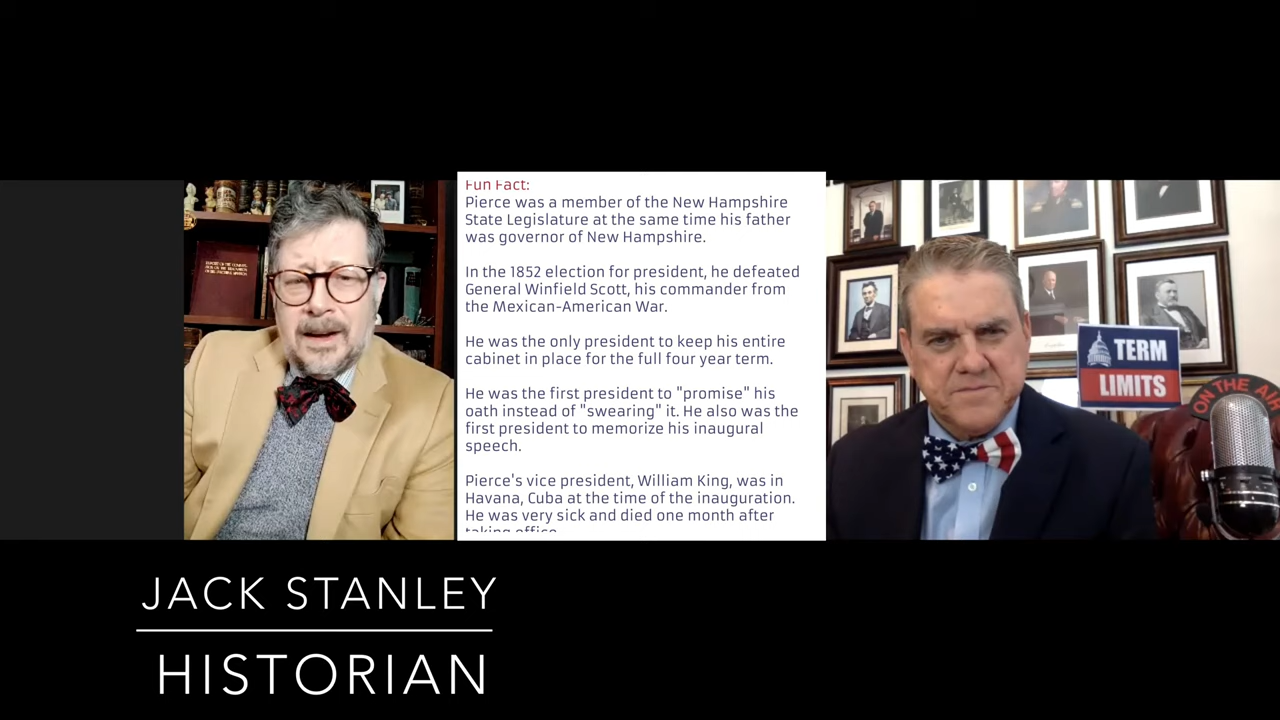 Fun Fact:
Pierce was a member of the New Hampshire
State Legislature at the same time his father
was governor of New Hampshire.
In the 1852 election for president, he defeated
General Winfield Scott, his commander from
the Mexican-American War.
He was the only president to keep his entire
cabinet in place for the full four year term.
He was the first president to "promise" his
oath instead of "swearing" it. He also was the
first president to memorize his inaugural
speech.
Pierce's vice president, William King, was in
Havana, Cuba at the time of the inauguration.
He was very sick and died one month after
taking office.
TERM
LIMITS
ON THE AIR
JACK STANLEY
HISTORIAN